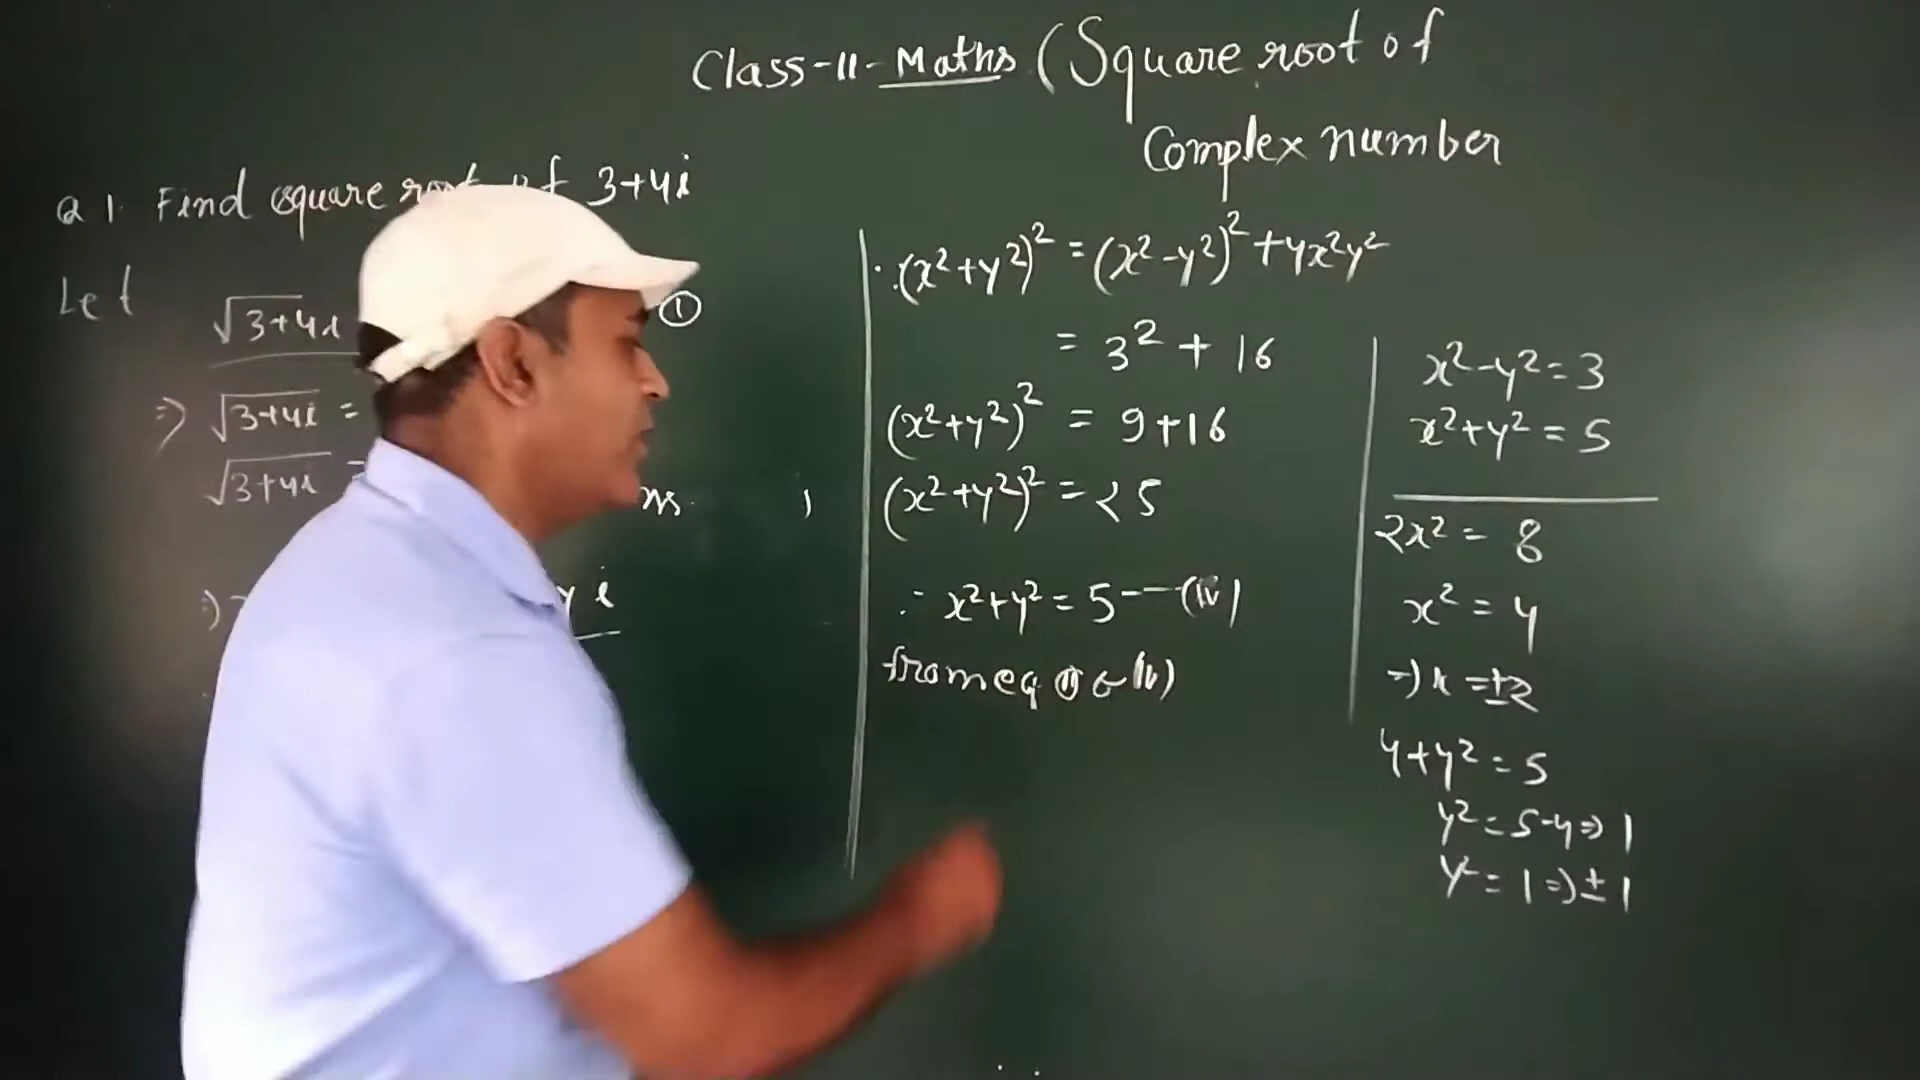 Class-11-Maths (Square root of
Complex number
Q 1. Find square root of 3+4i
Let √3+4i ①
⇒ √3+4i =
√3+4i =
y i
∴ (x²+y²)² = (x²-y²)² + 4x²y²
= 3² + 16
(x²+y²)² = 9+16
(x²+y²)² = 25
∴ x²+y² = 5 --- (iv)
from eq (iv)
x²-y² = 3
x²+y² = 5
2x² = 8
x² = 4
⇒ x = ±2
4+y² = 5
y² = 5-4 ⇒ 1
y² = 1 ⇒ ± 1